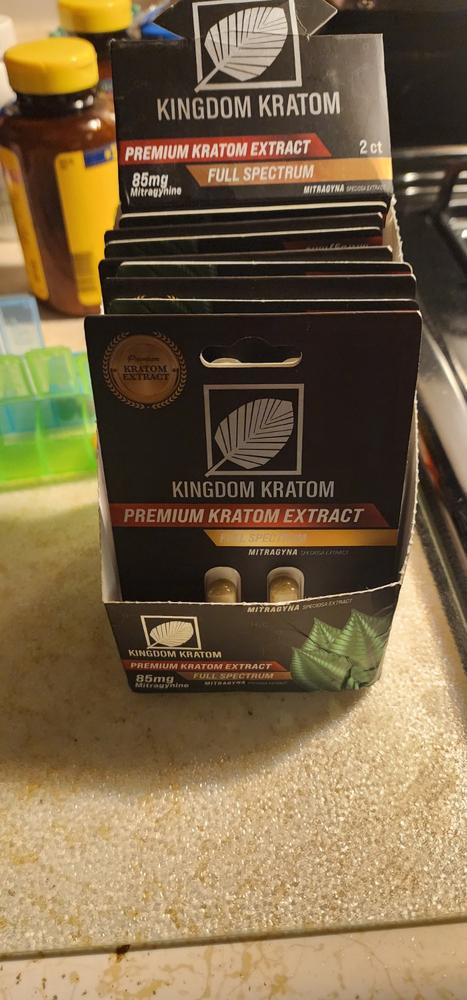 KINGDOM KRATOM
PREMIUM KRATOM EXTRACT 2 ct
85mg FULL SPECTRUM
Mitragynine MITRAGYNA SPECIOSA EXTRACT
Premium
KRATOM
EXTRACT
KINGDOM KRATOM
PREMIUM KRATOM EXTRACT
FULL SPECTRUM
MITRAGYNA SPECIOSA EXTRACT
MITRAGYNA SPECIOSA EXTRACT
KINGDOM KRATOM
PREMIUM KRATOM EXTRACT
85mg FULL SPECTRUM
Mitragynine MITRAGYNA SPECIOSA EXTRACT